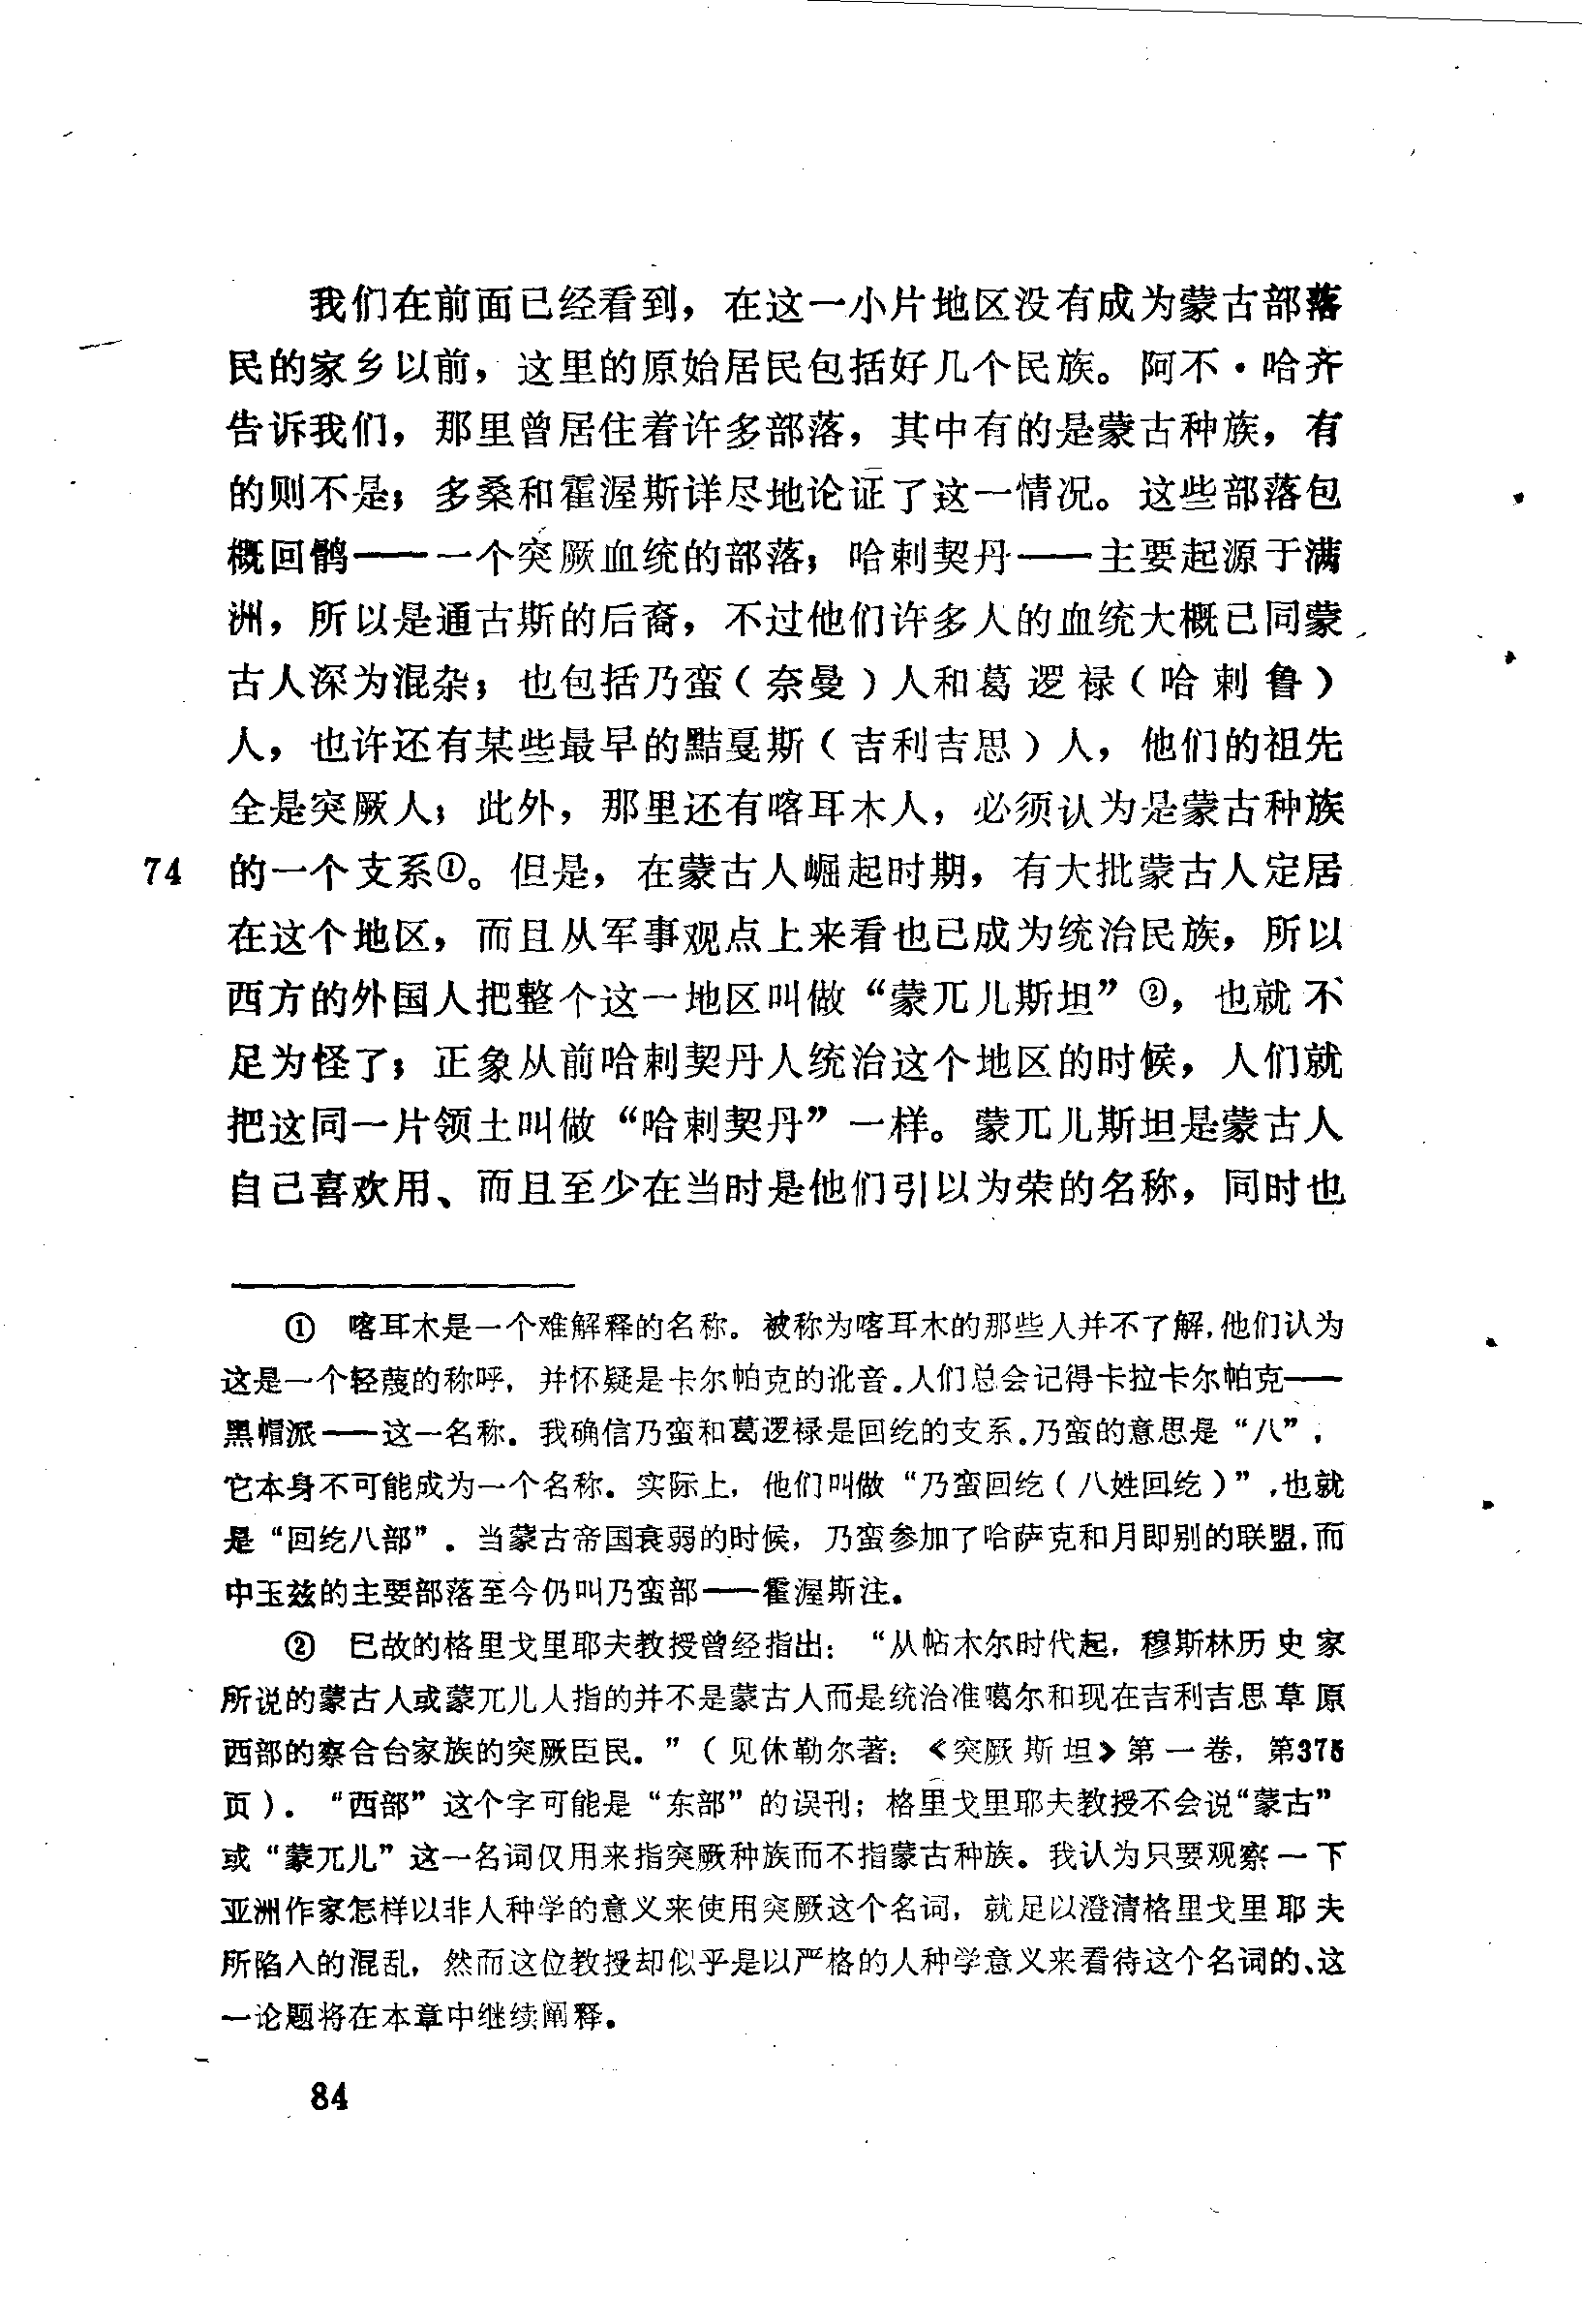 我们在前面已经看到，在这一小片地区没有成为蒙古部落
民的家乡以前，这里的原始居民包括好几个民族。阿不·哈齐
告诉我们，那里曾居住着许多部落，其中有的是蒙古种族，有
的则不是；多桑和霍渥斯详尽地论证了这一情况。这些部落包
概回鹘——一个突厥血统的部落；哈剌契丹——主要起源于满
洲，所以是通古斯的后裔，不过他们许多人的血统大概已同蒙
古人深为混杂；也包括乃蛮（奈曼）人和葛逻禄（哈剌鲁）
人，也许还有某些最早的黠戛斯（吉利吉思）人，他们的祖先
全是突厥人；此外，那里还有喀耳木人，必须认为是蒙古种族
74 的一个支系①。但是，在蒙古人崛起时期，有大批蒙古人定居
在这个地区，而且从军事观点上来看也已成为统治民族，所以
西方的外国人把整个这一地区叫做“蒙兀儿斯坦”②，也就不
足为怪了；正象从前哈剌契丹人统治这个地区的时候，人们就
把这同一片领土叫做“哈剌契丹”一样。蒙兀儿斯坦是蒙古人
自己喜欢用、而且至少在当时是他们引以为荣的名称，同时也
① 喀耳木是一个难解释的名称。被称为喀耳木的那些人并不了解，他们认为
这是一个轻蔑的称呼，并怀疑是卡尔帕克的讹音。人们总会记得卡拉卡尔帕克——
黑帽派——这一名称。我确信乃蛮和葛逻禄是回纥的支系。乃蛮的意思是“八”，
它本身不可能成为一个名称。实际上，他们叫做“乃蛮回纥（八姓回纥）”，也就
是“回纥八部”。当蒙古帝国衰弱的时候，乃蛮参加了哈萨克和月即别的联盟，而
中玉兹的主要部落至今仍叫乃蛮部——霍渥斯注。
② 已故的格里戈里耶夫教授曾经指出：“从帖木尔时代起，穆斯林历史家
所说的蒙古人或蒙兀儿人指的并不是蒙古人而是统治准噶尔和现在吉利吉思草原
西部的察合台家族的突厥臣民。”（见休勒尔著：《突厥斯坦》第一卷，第375
页）。“西部”这个字可能是“东部”的误刊；格里戈里耶夫教授不会说“蒙古”
或“蒙兀儿”这一名词仅用来指突厥种族而不指蒙古种族。我认为只要观察一下
亚洲作家怎样以非人种学的意义来使用突厥这个名词，就足以澄清格里戈里耶夫
所陷入的混乱，然而这位教授却似乎是以严格的人种学意义来看待这个名词的、这
一论题将在本章中继续阐释。
84